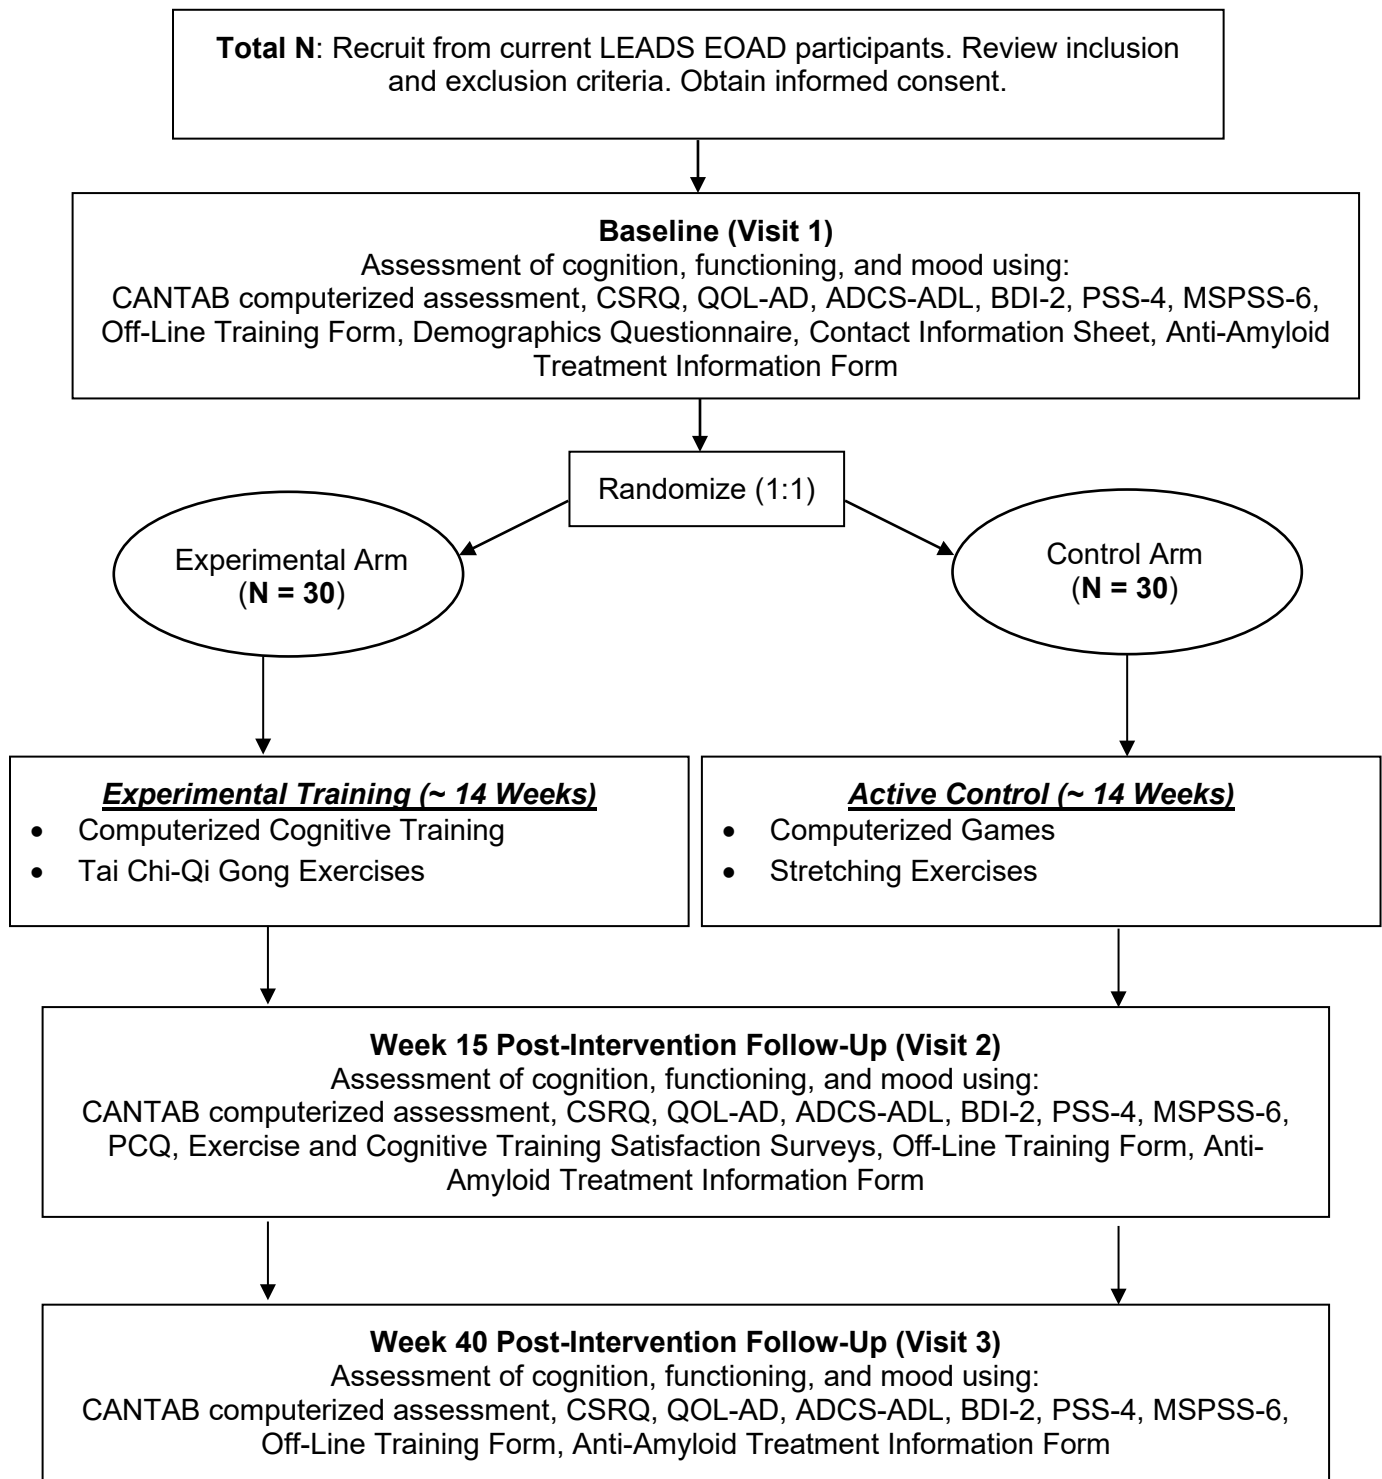 Total N: Recruit from current LEADS EOAD participants. Review inclusion
and exclusion criteria. Obtain informed consent.
Baseline (Visit 1)
Assessment of cognition, functioning, and mood using:
CANTAB computerized assessment, CSRQ, QOL-AD, ADCS-ADL, BDI-2, PSS-4, MSPSS-6,
Off-Line Training Form, Demographics Questionnaire, Contact Information Sheet, Anti-Amyloid
Treatment Information Form
Randomize (1:1)
Experimental Arm
(N = 30)
Control Arm
(N = 30)
Experimental Training (~ 14 Weeks)
• Computerized Cognitive Training
• Tai Chi-Qi Gong Exercises
Active Control (~ 14 Weeks)
• Computerized Games
• Stretching Exercises
Week 15 Post-Intervention Follow-Up (Visit 2)
Assessment of cognition, functioning, and mood using:
CANTAB computerized assessment, CSRQ, QOL-AD, ADCS-ADL, BDI-2, PSS-4, MSPSS-6,
PCQ, Exercise and Cognitive Training Satisfaction Surveys, Off-Line Training Form, Anti-
Amyloid Treatment Information Form
Week 40 Post-Intervention Follow-Up (Visit 3)
Assessment of cognition, functioning, and mood using:
CANTAB computerized assessment, CSRQ, QOL-AD, ADCS-ADL, BDI-2, PSS-4, MSPSS-6,
Off-Line Training Form, Anti-Amyloid Treatment Information Form